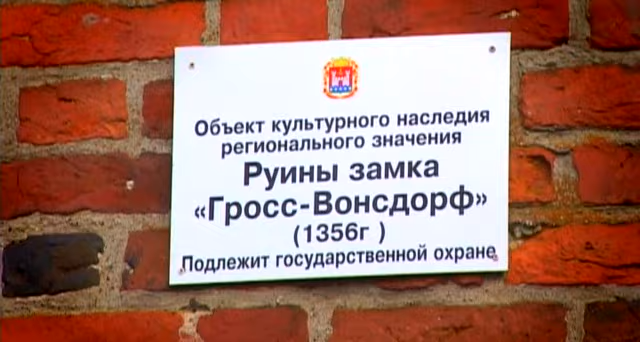 Объект культурного наследия
регионального значения
Руины замка
«Гросс-Вонсдорф»
(1356г )
Подлежит государственной охране